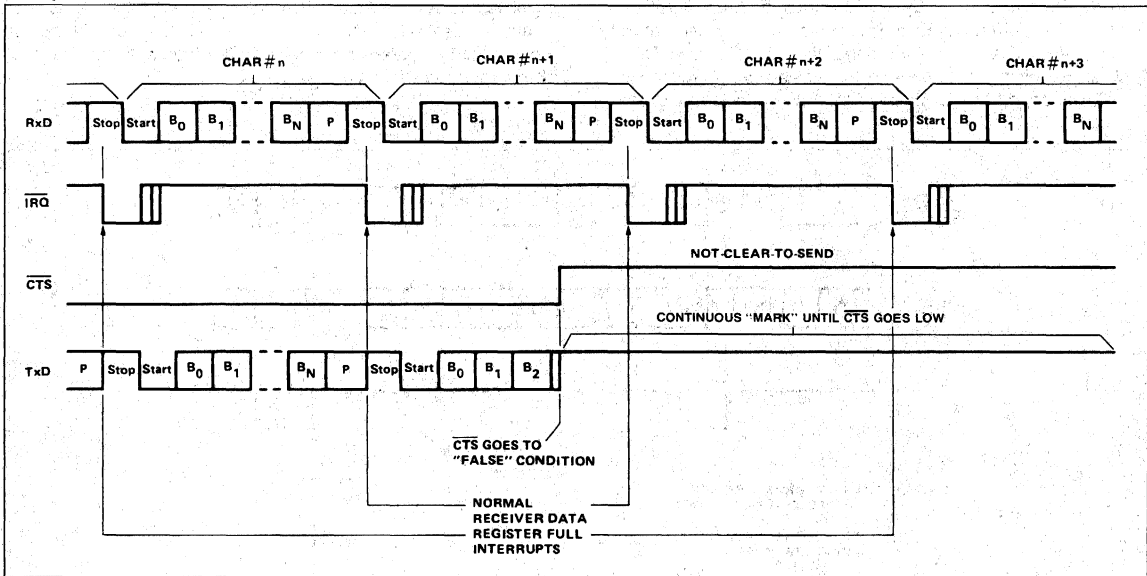 CHAR #n CHAR #n+1 CHAR #n+2 CHAR #n+3
RxD Stop Start B0 B1 BN P Stop Start B0 B1 BN P Stop Start B0 B1 BN P Stop Start B0 B1 BN
IRQ
NOT-CLEAR-TO-SEND
CTS
CONTINUOUS "MARK" UNTIL CTS GOES LOW
TxD P Stop Start B0 B1 BN P Stop Start B0 B1 B2
CTS GOES TO
"FALSE" CONDITION
NORMAL
RECEIVER DATA
REGISTER FULL
INTERRUPTS